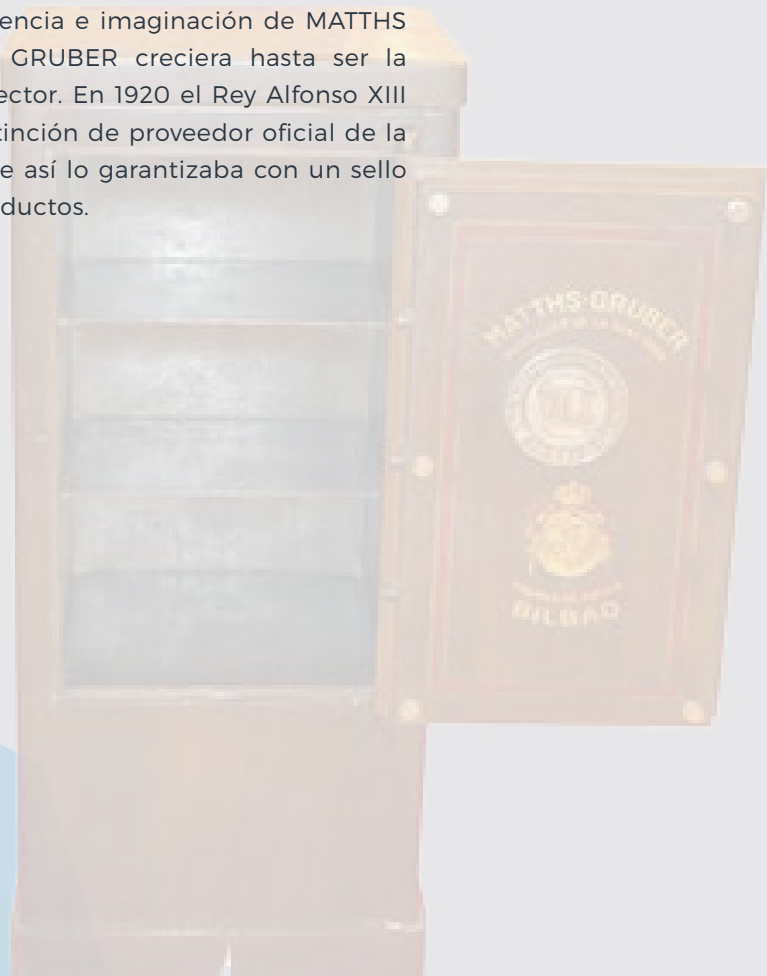 encia e imaginación de MATTHS
GRUBER creciera hasta ser la
ector. En 1920 el Rey Alfonso XIII
tinción de proveedor oficial de la
e así lo garantizaba con un sello
ductos.
MATTHS·GRUBER
BILBAO